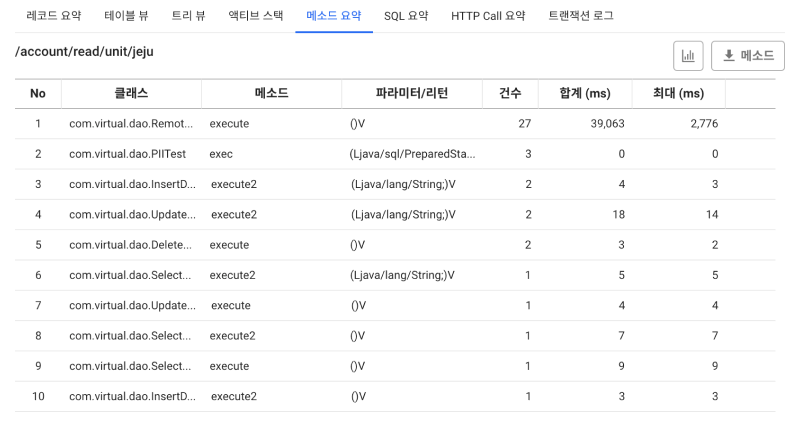 레코드 요약 테이블 뷰 트리 뷰 액티브 스택 메소드 요약 SQL 요약 HTTP Call 요약 트랜잭션 로그
/account/read/unit/jeju
메소드
No 클래스 메소드 파라미터/리턴 건수 합계 (ms) 최대 (ms)
1 com.virtual.dao.Remot... execute ()V 27 39,063 2,776
2 com.virtual.dao.PIITest exec (Ljava/sql/PreparedSta... 3 0 0
3 com.virtual.dao.InsertD... execute2 (Ljava/lang/String;)V 2 4 3
4 com.virtual.dao.Update... execute2 (Ljava/lang/String;)V 2 18 14
5 com.virtual.dao.Delete... execute ()V 2 3 2
6 com.virtual.dao.Select... execute2 (Ljava/lang/String;)V 1 5 5
7 com.virtual.dao.Update... execute ()V 1 4 4
8 com.virtual.dao.Select... execute2 ()V 1 7 7
9 com.virtual.dao.Select... execute ()V 1 9 9
10 com.virtual.dao.InsertD... execute2 ()V 1 3 3